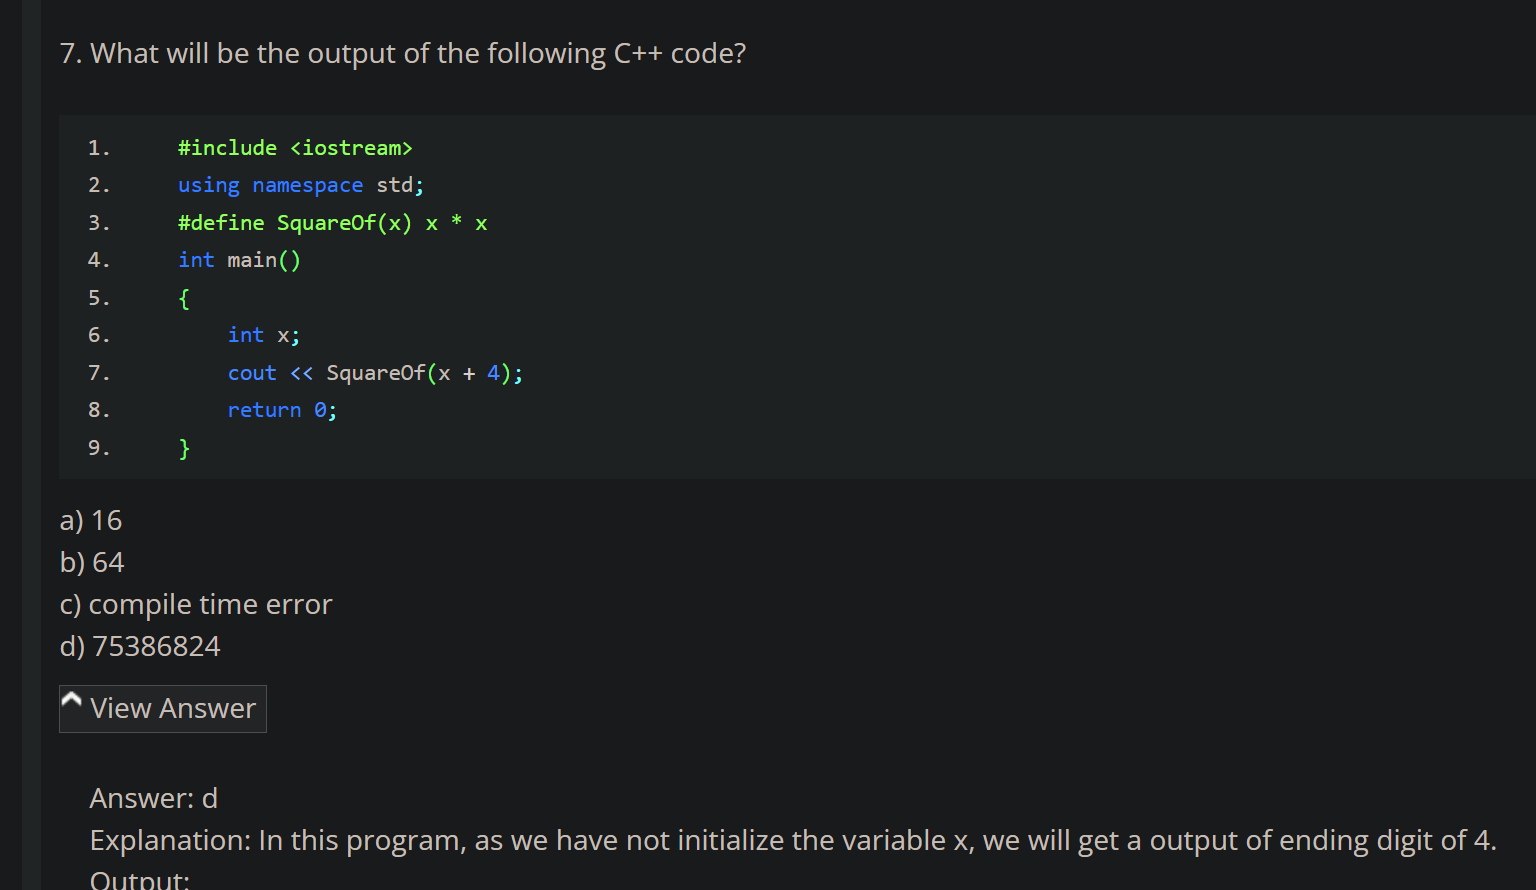 7. What will be the output of the following C++ code?
1. #include <iostream>
2. using namespace std;
3. #define SquareOf(x) x * x
4. int main()
5. {
6. int x;
7. cout << SquareOf(x + 4);
8. return 0;
9. }
a) 16
b) 64
c) compile time error
d) 75386824
View Answer
Answer: d
Explanation: In this program, as we have not initialize the variable x, we will get a output of ending digit of 4.
Output: